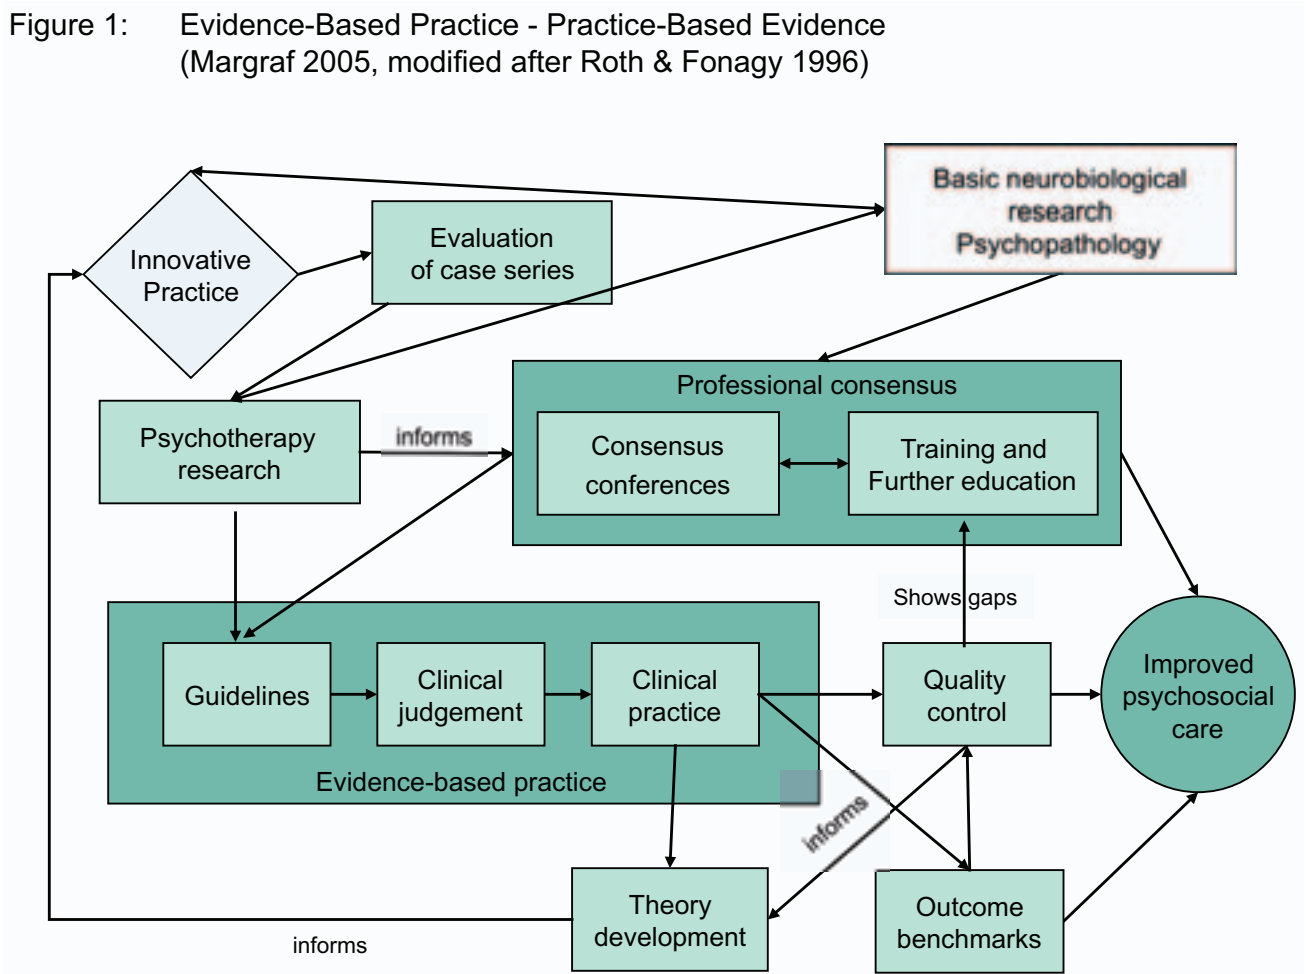 Figure 1: Evidence-Based Practice - Practice-Based Evidence
(Margraf 2005, modified after Roth & Fonagy 1996)
Basic neurobiological
research
Psychopathology
Innovative
Practice
Evaluation
of case series
Professional consensus
Psychotherapy
research
informs
Consensus
conferences
Training and
Further education
Shows gaps
Guidelines
Clinical
judgement
Clinical
practice
Quality
control
Improved
psychosocial
care
Evidence-based practice
informs
Theory
development
Outcome
benchmarks
informs